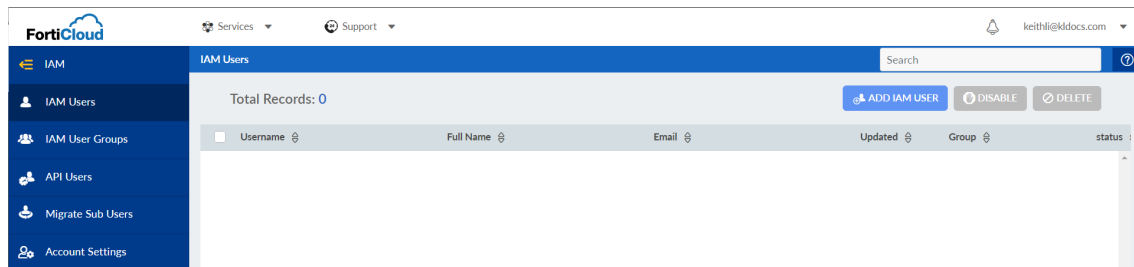 FortiCloud
Services
Support
keithli@kldocs.com
IAM
IAM Users
Search
IAM Users
Total Records: 0
ADD IAM USER
DISABLE
DELETE
IAM User Groups
Username
Full Name
Email
Updated
Group
status
API Users
Migrate Sub Users
Account Settings